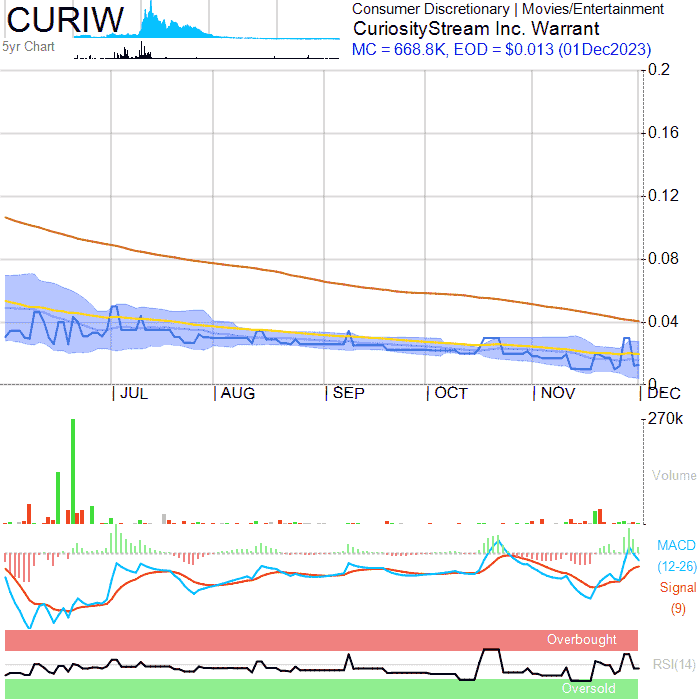 CURIW
5yr Chart
Consumer Discretionary | Movies/Entertainment
CuriosityStream Inc. Warrant
MC = 668.8K, EOD = $0.013 (01Dec2023)
0.2
0.16
0.12
0.08
0.04
0
JUL AUG SEP OCT NOV DEC
270k
Volume
MACD
(12-26)
Signal
(9)
Overbought
RSI(14)
Oversold